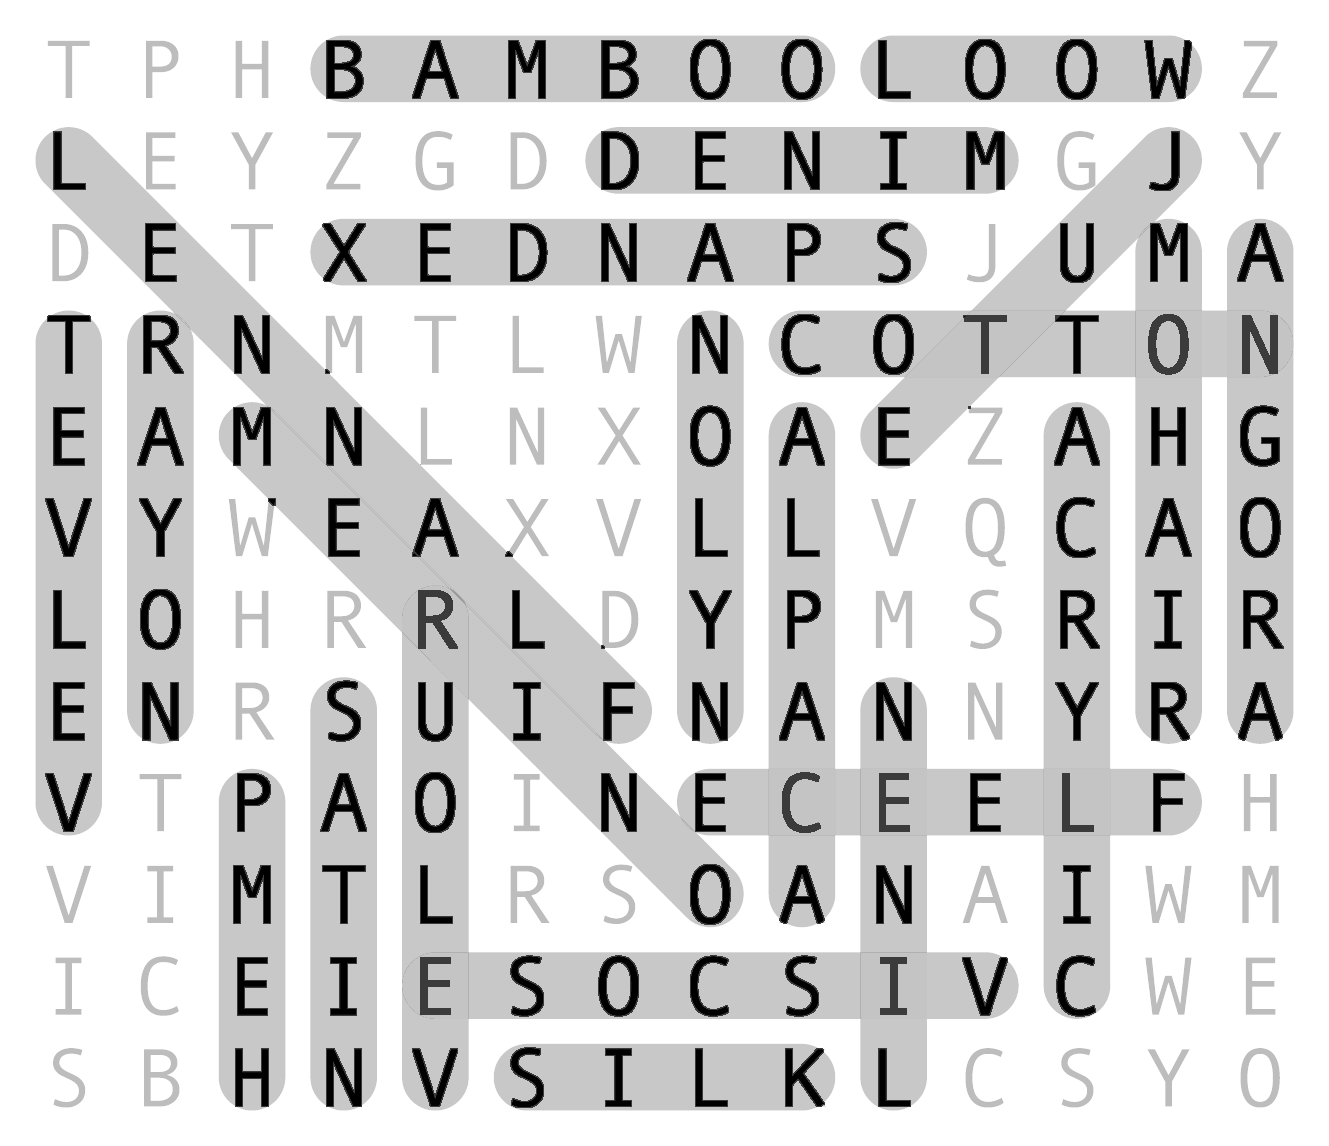 T P H B A M B O O L O O W Z
L E Y Z G D D E N I M G J Y
D E T X E D N A P S J U M A
T R N M T L W N C O T T O N
E A M N L N X O A E Z A H G
V Y W E A X V L L V Q C A O
L O H R R L D Y P M S R I R
E N R S U I F N A N N Y R A
V T P A O I N E C E E L F H
V I M T L R S O A N A I W M
I C E I E S O C S I V C W E
S B H N V S I L K L C S Y O